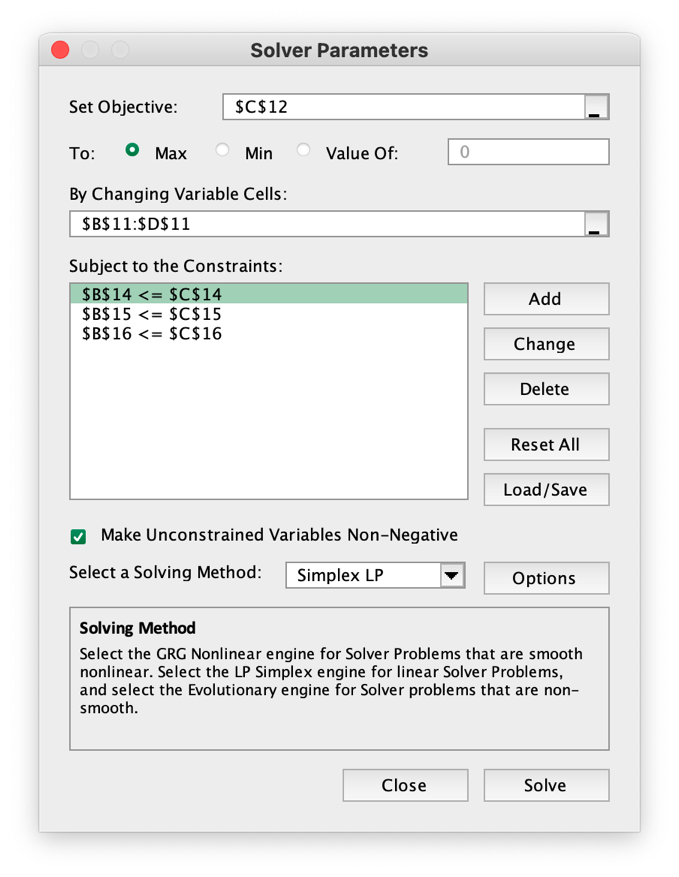 Solver Parameters
Set Objective: $C$12
To: Max Min Value Of: 0
By Changing Variable Cells:
$B$11:$D$11
Subject to the Constraints:
$B$14 <= $C$14
$B$15 <= $C$15
$B$16 <= $C$16
Add
Change
Delete
Reset All
Load/Save
Make Unconstrained Variables Non-Negative
Select a Solving Method: Simplex LP Options
Solving Method
Select the GRG Nonlinear engine for Solver Problems that are smooth
nonlinear. Select the LP Simplex engine for linear Solver Problems,
and select the Evolutionary engine for Solver problems that are non-
smooth.
Close Solve